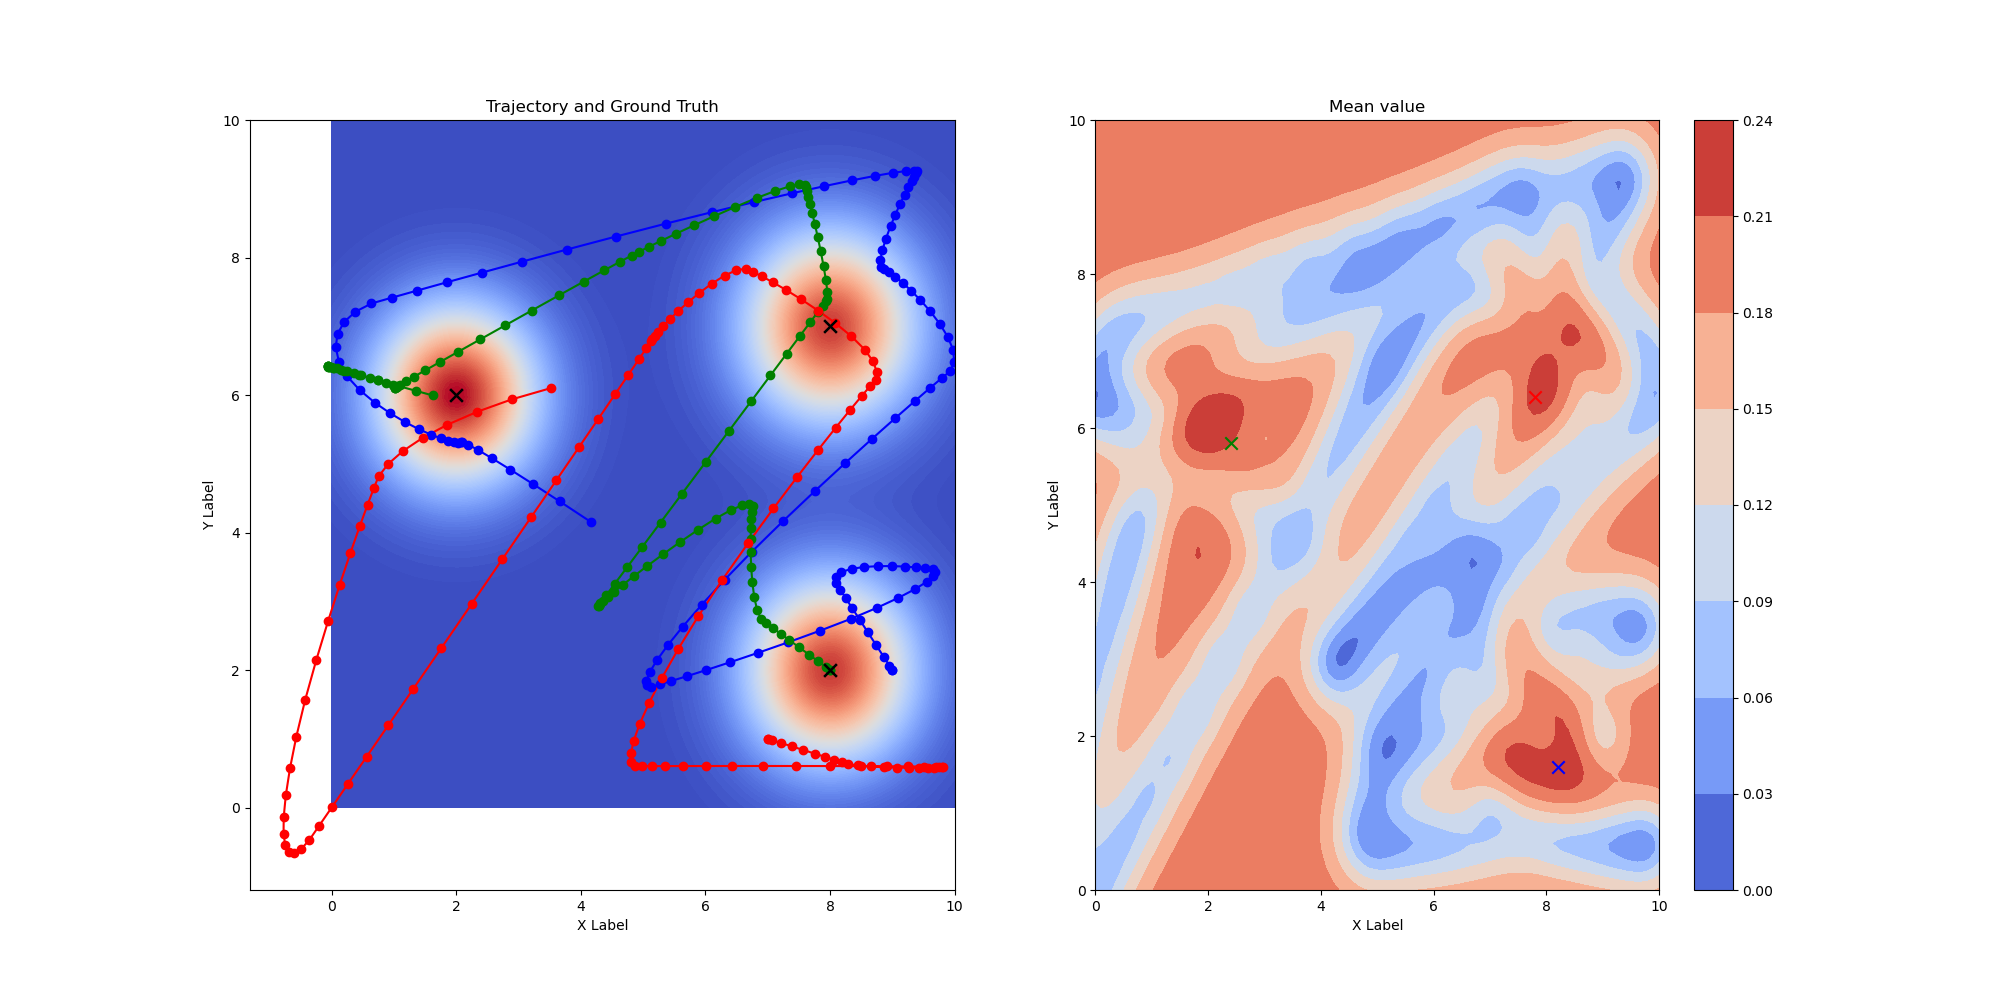 Trajectory and Ground Truth
10
8
6
4
2
0
Y Label
0 2 4 6 8 10
X Label
Mean value
10
8
6
4
2
0
Y Label
0 2 4 6 8 10
X Label
0.24
0.21
0.18
0.15
0.12
0.09
0.06
0.03
0.00